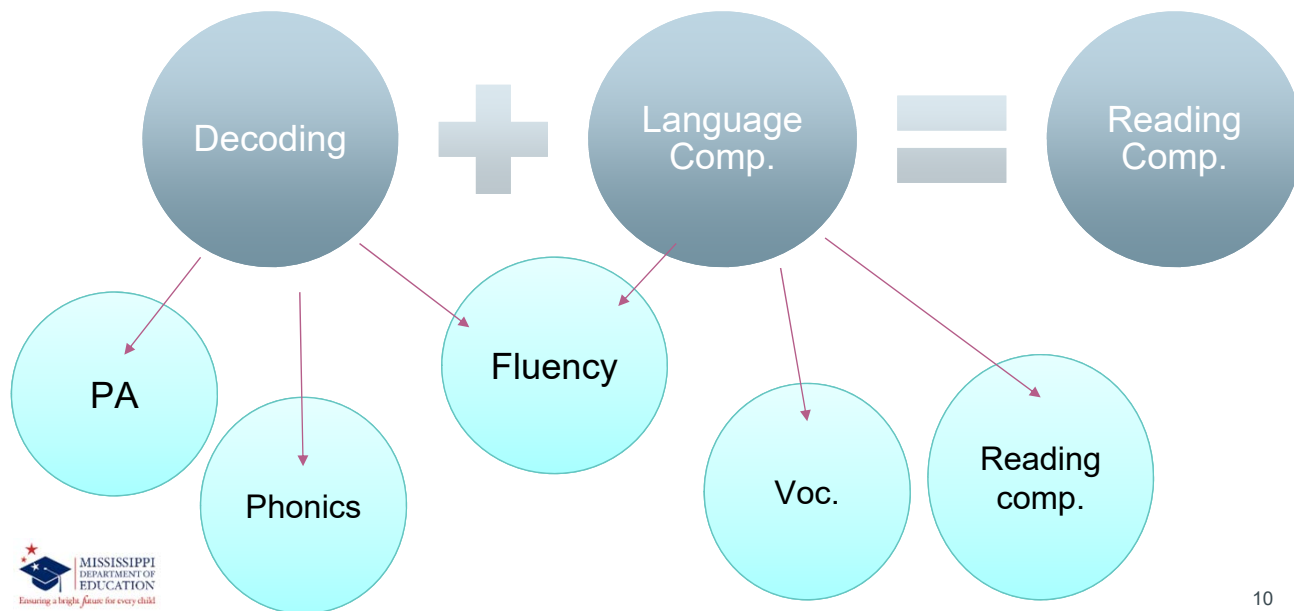 Decoding
Language
Comp.
Reading
Comp.
PA
Phonics
Fluency
Voc.
Reading
comp.
MISSISSIPPI
DEPARTMENT OF
EDUCATION
Ensuring a bright future for every child
10